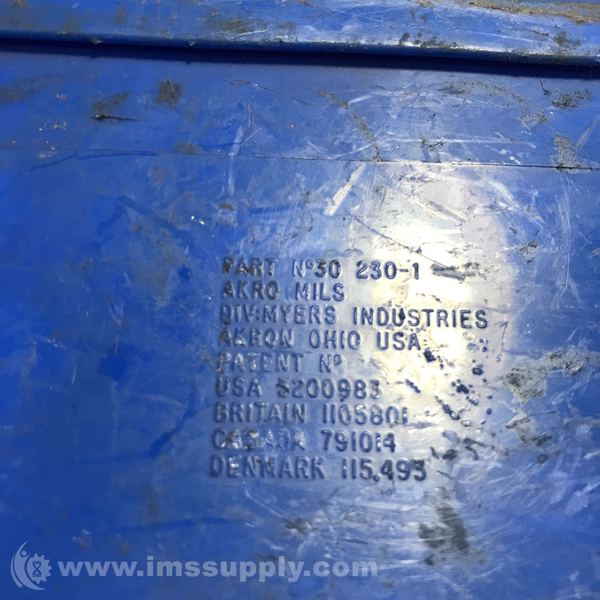 PART Nº30 230-1
AKRO MILS
DIV:MYERS INDUSTRIES
AKRON OHIO USA
PATENT Nº
USA 3200983
BRITAIN 1105801
CANADA 791014
DENMARK 115,493
www.imssupply.com